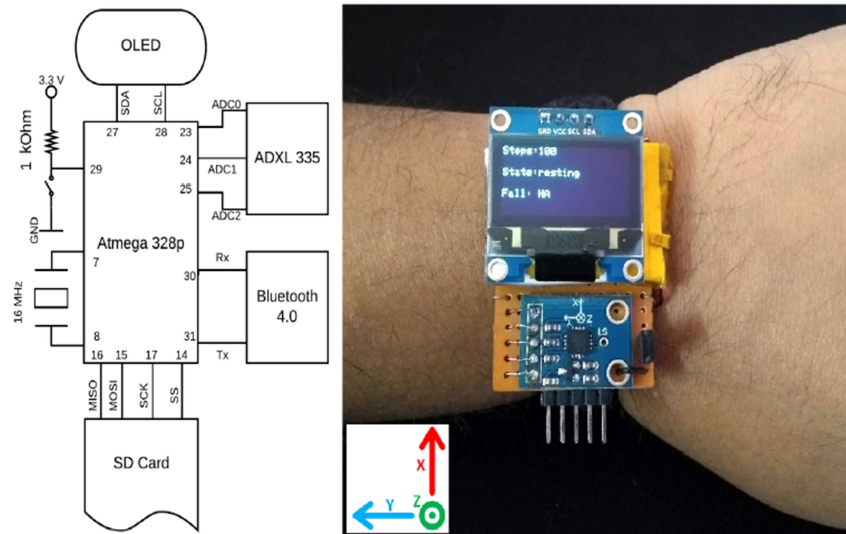 OLED
3.3 V
SDA
SCL
1 kOhm
27
28
23
ADC0
29
24
ADC1
ADXL 335
25
ADC2
GND
Atmega 328p
7
Rx
30
16 MHz
Bluetooth
4.0
8
31
Tx
16
15
17
14
MISO
MOSI
SCK
SS
SD Card
GND VCC SCL SDA
Steps:100
State:resting
Fall: NA
X
Z
X
Y
Z